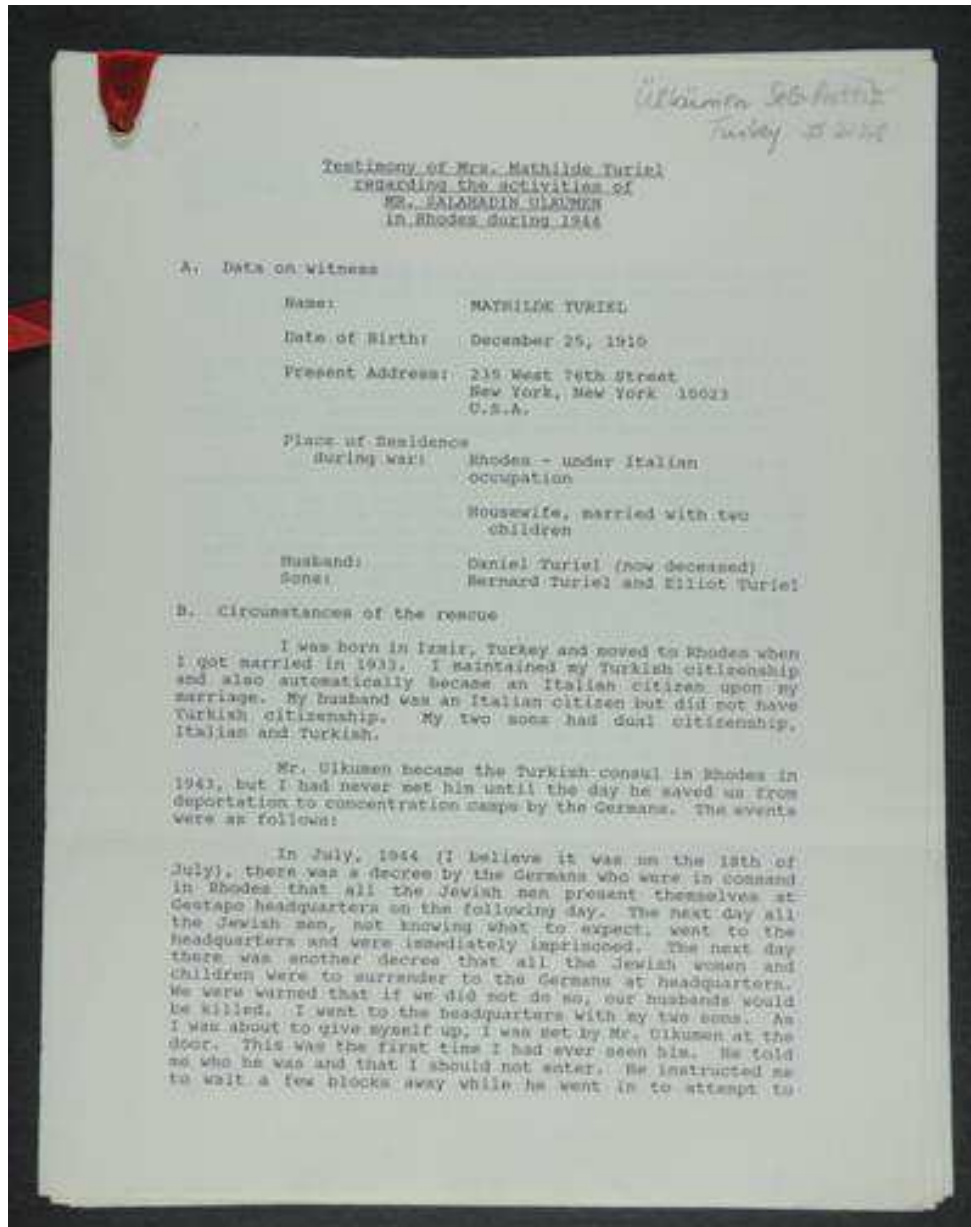 Turkey
Testimony of Mrs. Mathilde Turiel
regarding the activities of
MR. SALAHADIN ULKUMEN
in Rhodes during 1944
A. Data on witness
Name: MATHILDE TURIEL
Date of Birth: December 25, 1910
Present Address: 235 West 76th Street
New York, New York 10023
U.S.A.
Place of Residence
during war: Rhodes - under Italian
occupation
Housewife, married with two
children
Husband: Daniel Turiel (now deceased)
Sons: Bernard Turiel and Elliot Turiel
B. Circumstances of the rescue
I was born in Izmir, Turkey and moved to Rhodes when
I got married in 1933. I maintained my Turkish citizenship
and also automatically became an Italian citizen upon my
marriage. My husband was an Italian citizen but did not have
Turkish citizenship. My two sons had dual citizenship,
Italian and Turkish.
Mr. Ulkumen became the Turkish consul in Rhodes in
1943, but I had never met him until the day he saved us from
deportation to concentration camps by the Germans. The events
were as follows:
In July, 1944 (I believe it was on the 18th of
July), there was a decree by the Germans who were in command
in Rhodes that all the Jewish men present themselves at
Gestapo headquarters on the following day. The next day all
the Jewish men, not knowing what to expect, went to the
headquarters and were immediately imprisoned. The next day
there was another decree that all the Jewish women and
children were to surrender to the Germans at headquarters.
We were warned that if we did not do so, our husbands would
be killed. I went to the headquarters with my two sons. As
I was about to give myself up, I was met by Mr. Ulkumen at the
door. This was the first time I had ever seen him. He told
me who he was and that I should not enter. He instructed me
to wait a few blocks away while he went in to attempt to